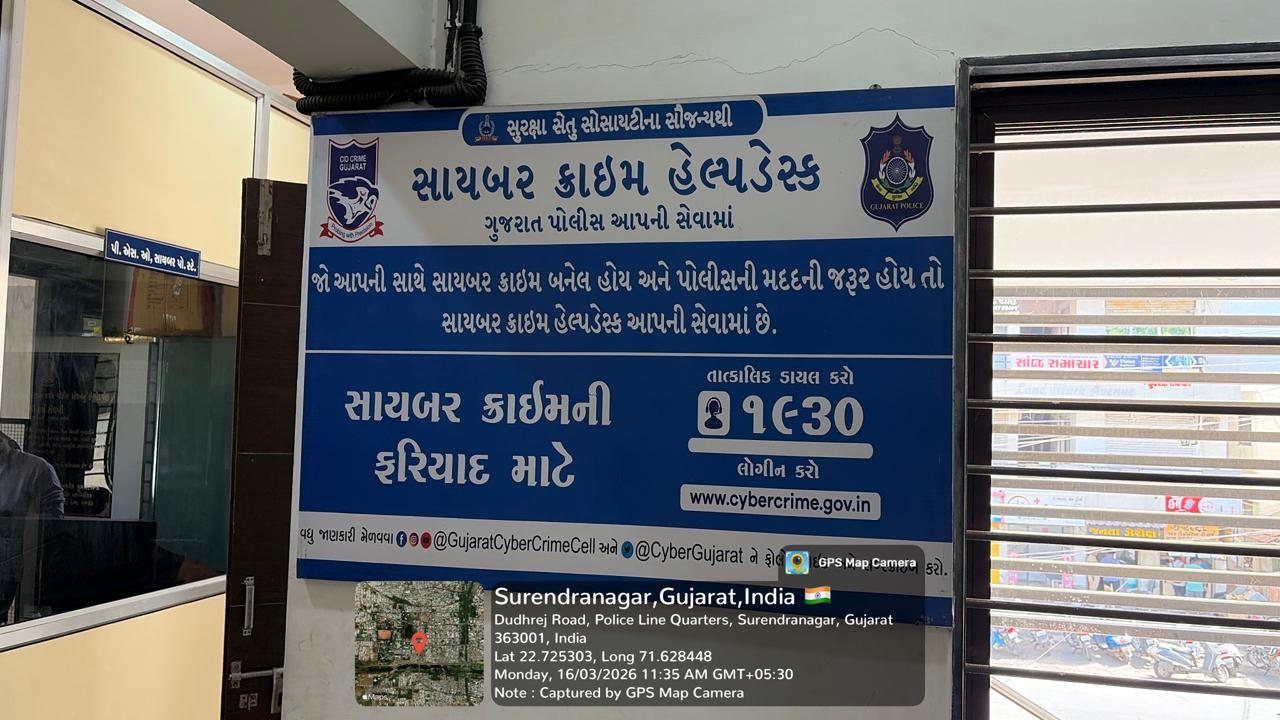 સુરક્ષા સેતુ સોસાયટીના સૌજન્યથી
CID CRIME
GUJARAT
સાયબર ક્રાઇમ હેલ્પડેસ્ક
GUJARAT POLICE
ગુજરાત પોલીસ આપની સેવામાં
પી. એસ. ઓ, સાયબર પો. સ્ટે.
જો આપની સાથે સાયબર ક્રાઇમ બનેલ હોય અને પોલીસની મદદની જરૂર હોય તો
સાયબર ક્રાઇમ હેલ્પડેસ્ક આપની સેવામાં છે.
સાયબર ક્રાઇમની
ફરિયાદ માટે
તાત્કાલિક ડાયલ કરો
૧૯30
લોગીન કરો
www.cybercrime.gov.in
વધુ જાણકારી મેળવવા @GujaratCyberCrimeCell અને @CyberGujarat ને કરો.
સાંજ સમાચાર
GPS Map Camera
Surendranagar,Gujarat,India
Dudhrej Road, Police Line Quarters, Surendranagar, Gujarat
363001, India
Lat 22.725303, Long 71.628448
Monday, 16/03/2026 11:35 AM GMT+05:30
Note : Captured by GPS Map Camera
Maps